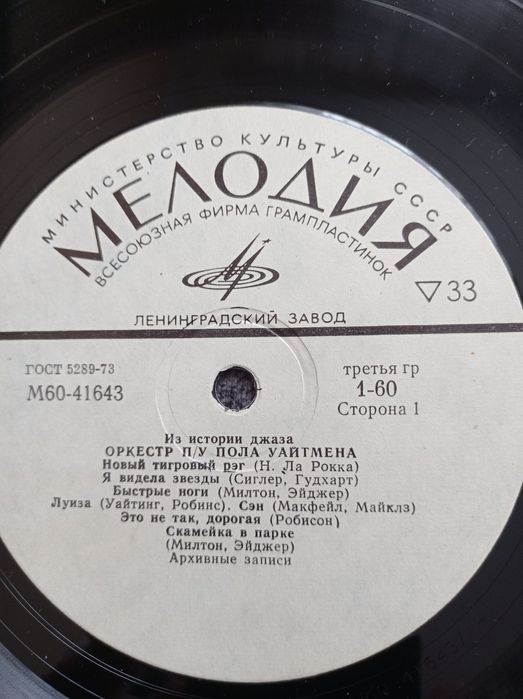 МИНИСТЕРСТВО КУЛЬТУРЫ СССР
МЕЛОДИЯ
ВСЕСОЮЗНАЯ ФИРМА ГРАМПЛАСТИНОК
33
ЛЕНИНГРАДСКИЙ ЗАВОД
ГОСТ 5289-73
М60-41643
третья гр
1-60
Сторона 1
Из истории джаза
ОРКЕСТР П/У ПОЛА УАЙТМЕНА
Новый тигровый рэг (Н. Ла Рокка)
Я видела звезды (Сиглер, Гудхарт)
Быстрые ноги (Милтон, Эйджер)
Луиза (Уайтинг, Робинс). Сэн (Макфейл, Майклз)
Это не так, дорогая (Робисон)
Скамейка в парке
(Милтон, Эйджер)
Архивные записи